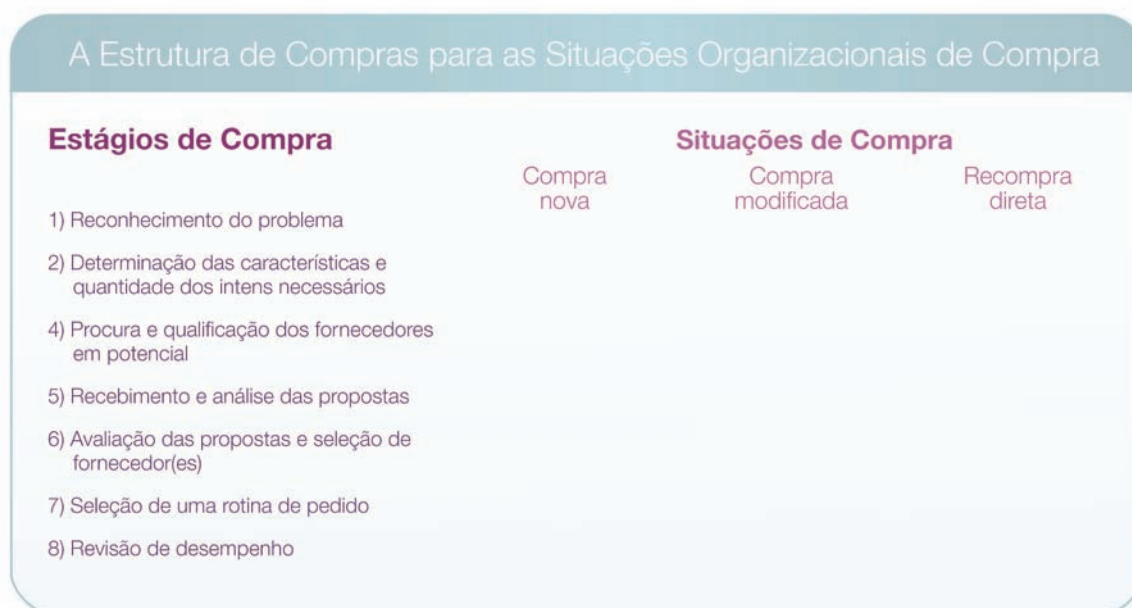 A Estrutura de Compras para as Situações Organizacionais de Compra
Estágios de Compra
Situações de Compra
Compra
nova
Compra
modificada
Recompra
direta
1) Reconhecimento do problema
2) Determinação das características e
quantidade dos intens necessários
4) Procura e qualificação dos fornecedores
em potencial
5) Recebimento e análise das propostas
6) Avaliação das propostas e seleção de
fornecedor(es)
7) Seleção de uma rotina de pedido
8) Revisão de desempenho